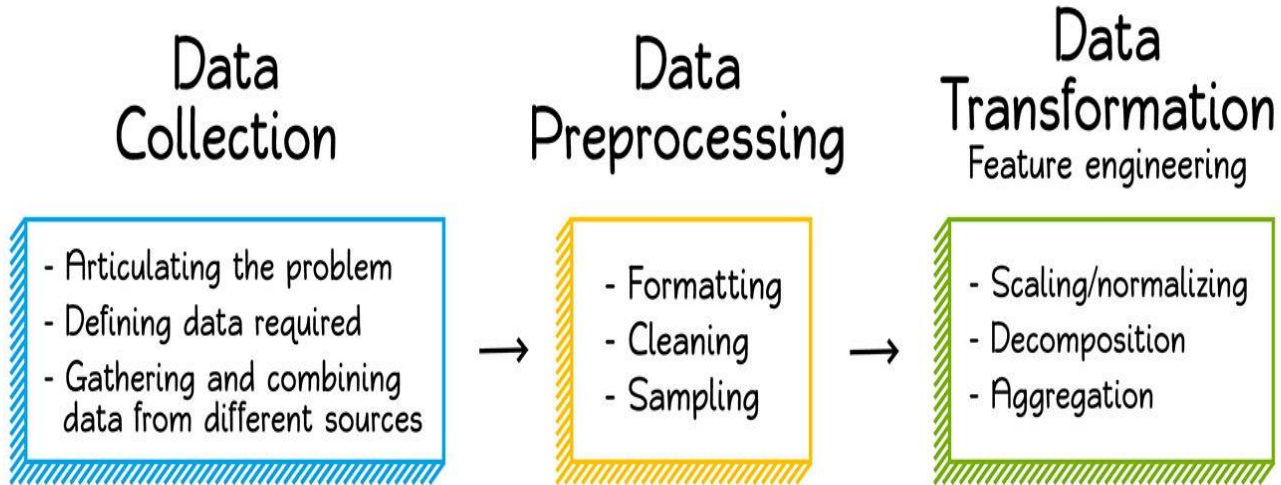 Data
Collection
- Articulating the problem
- Defining data required
- Gathering and combining
data from different sources
→
Data
Preprocessing
- Formatting
- Cleaning
- Sampling
→
Data
Transformation
Feature engineering
- Scaling/normalizing
- Decomposition
- Aggregation